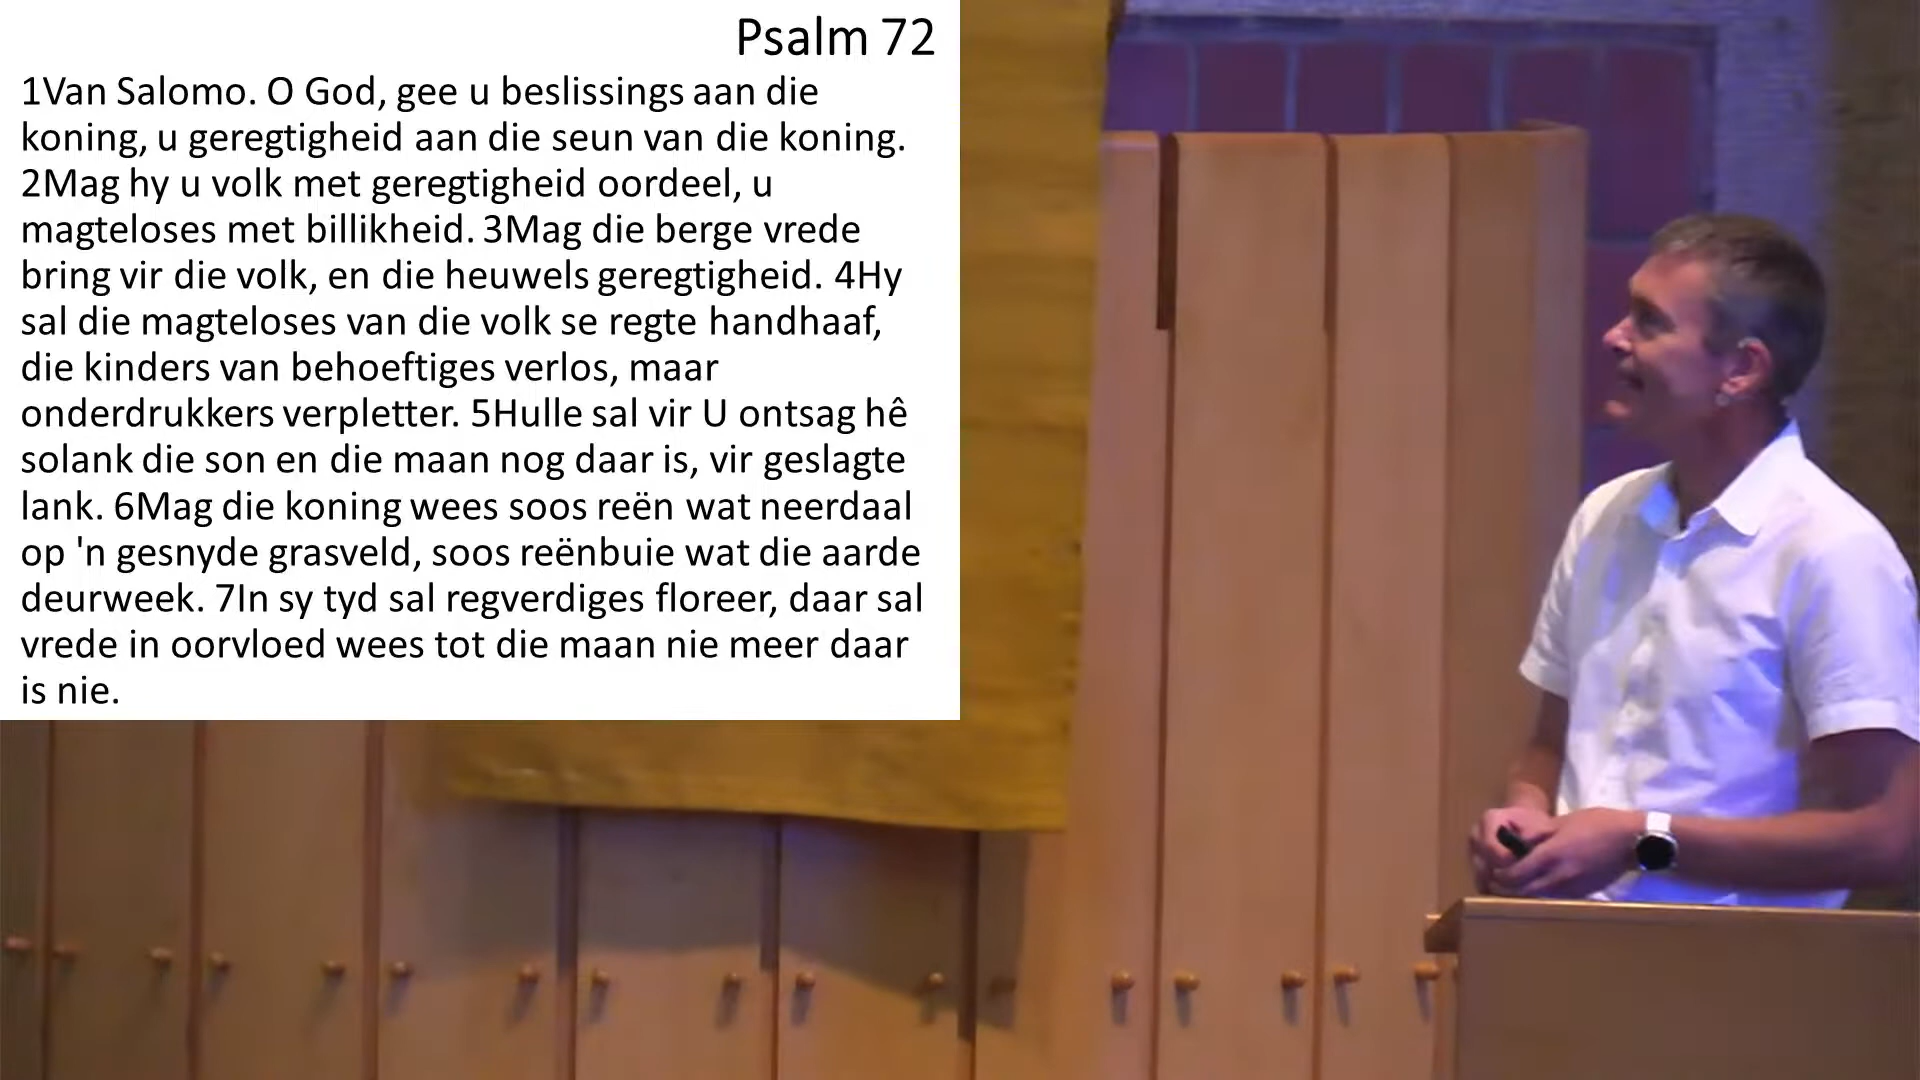 Psalm 72
1Van Salomo. O God, gee u beslissings aan die
koning, u geregtigheid aan die seun van die koning.
2Mag hy u volk met geregtigheid oordeel, u
magteloses met billikheid. 3Mag die berge vrede
bring vir die volk, en die heuwels geregtigheid. 4Hy
sal die magteloses van die volk se regte handhaaf,
die kinders van behoeftiges verlos, maar
onderdrukkers verpletter. 5Hulle sal vir U ontsag hê
solank die son en die maan nog daar is, vir geslagte
lank. 6Mag die koning wees soos reën wat neerdaal
op 'n gesnyde grasveld, soos reënbuie wat die aarde
deurweek. 7In sy tyd sal regverdiges floreer, daar sal
vrede in oorvloed wees tot die maan nie meer daar
is nie.